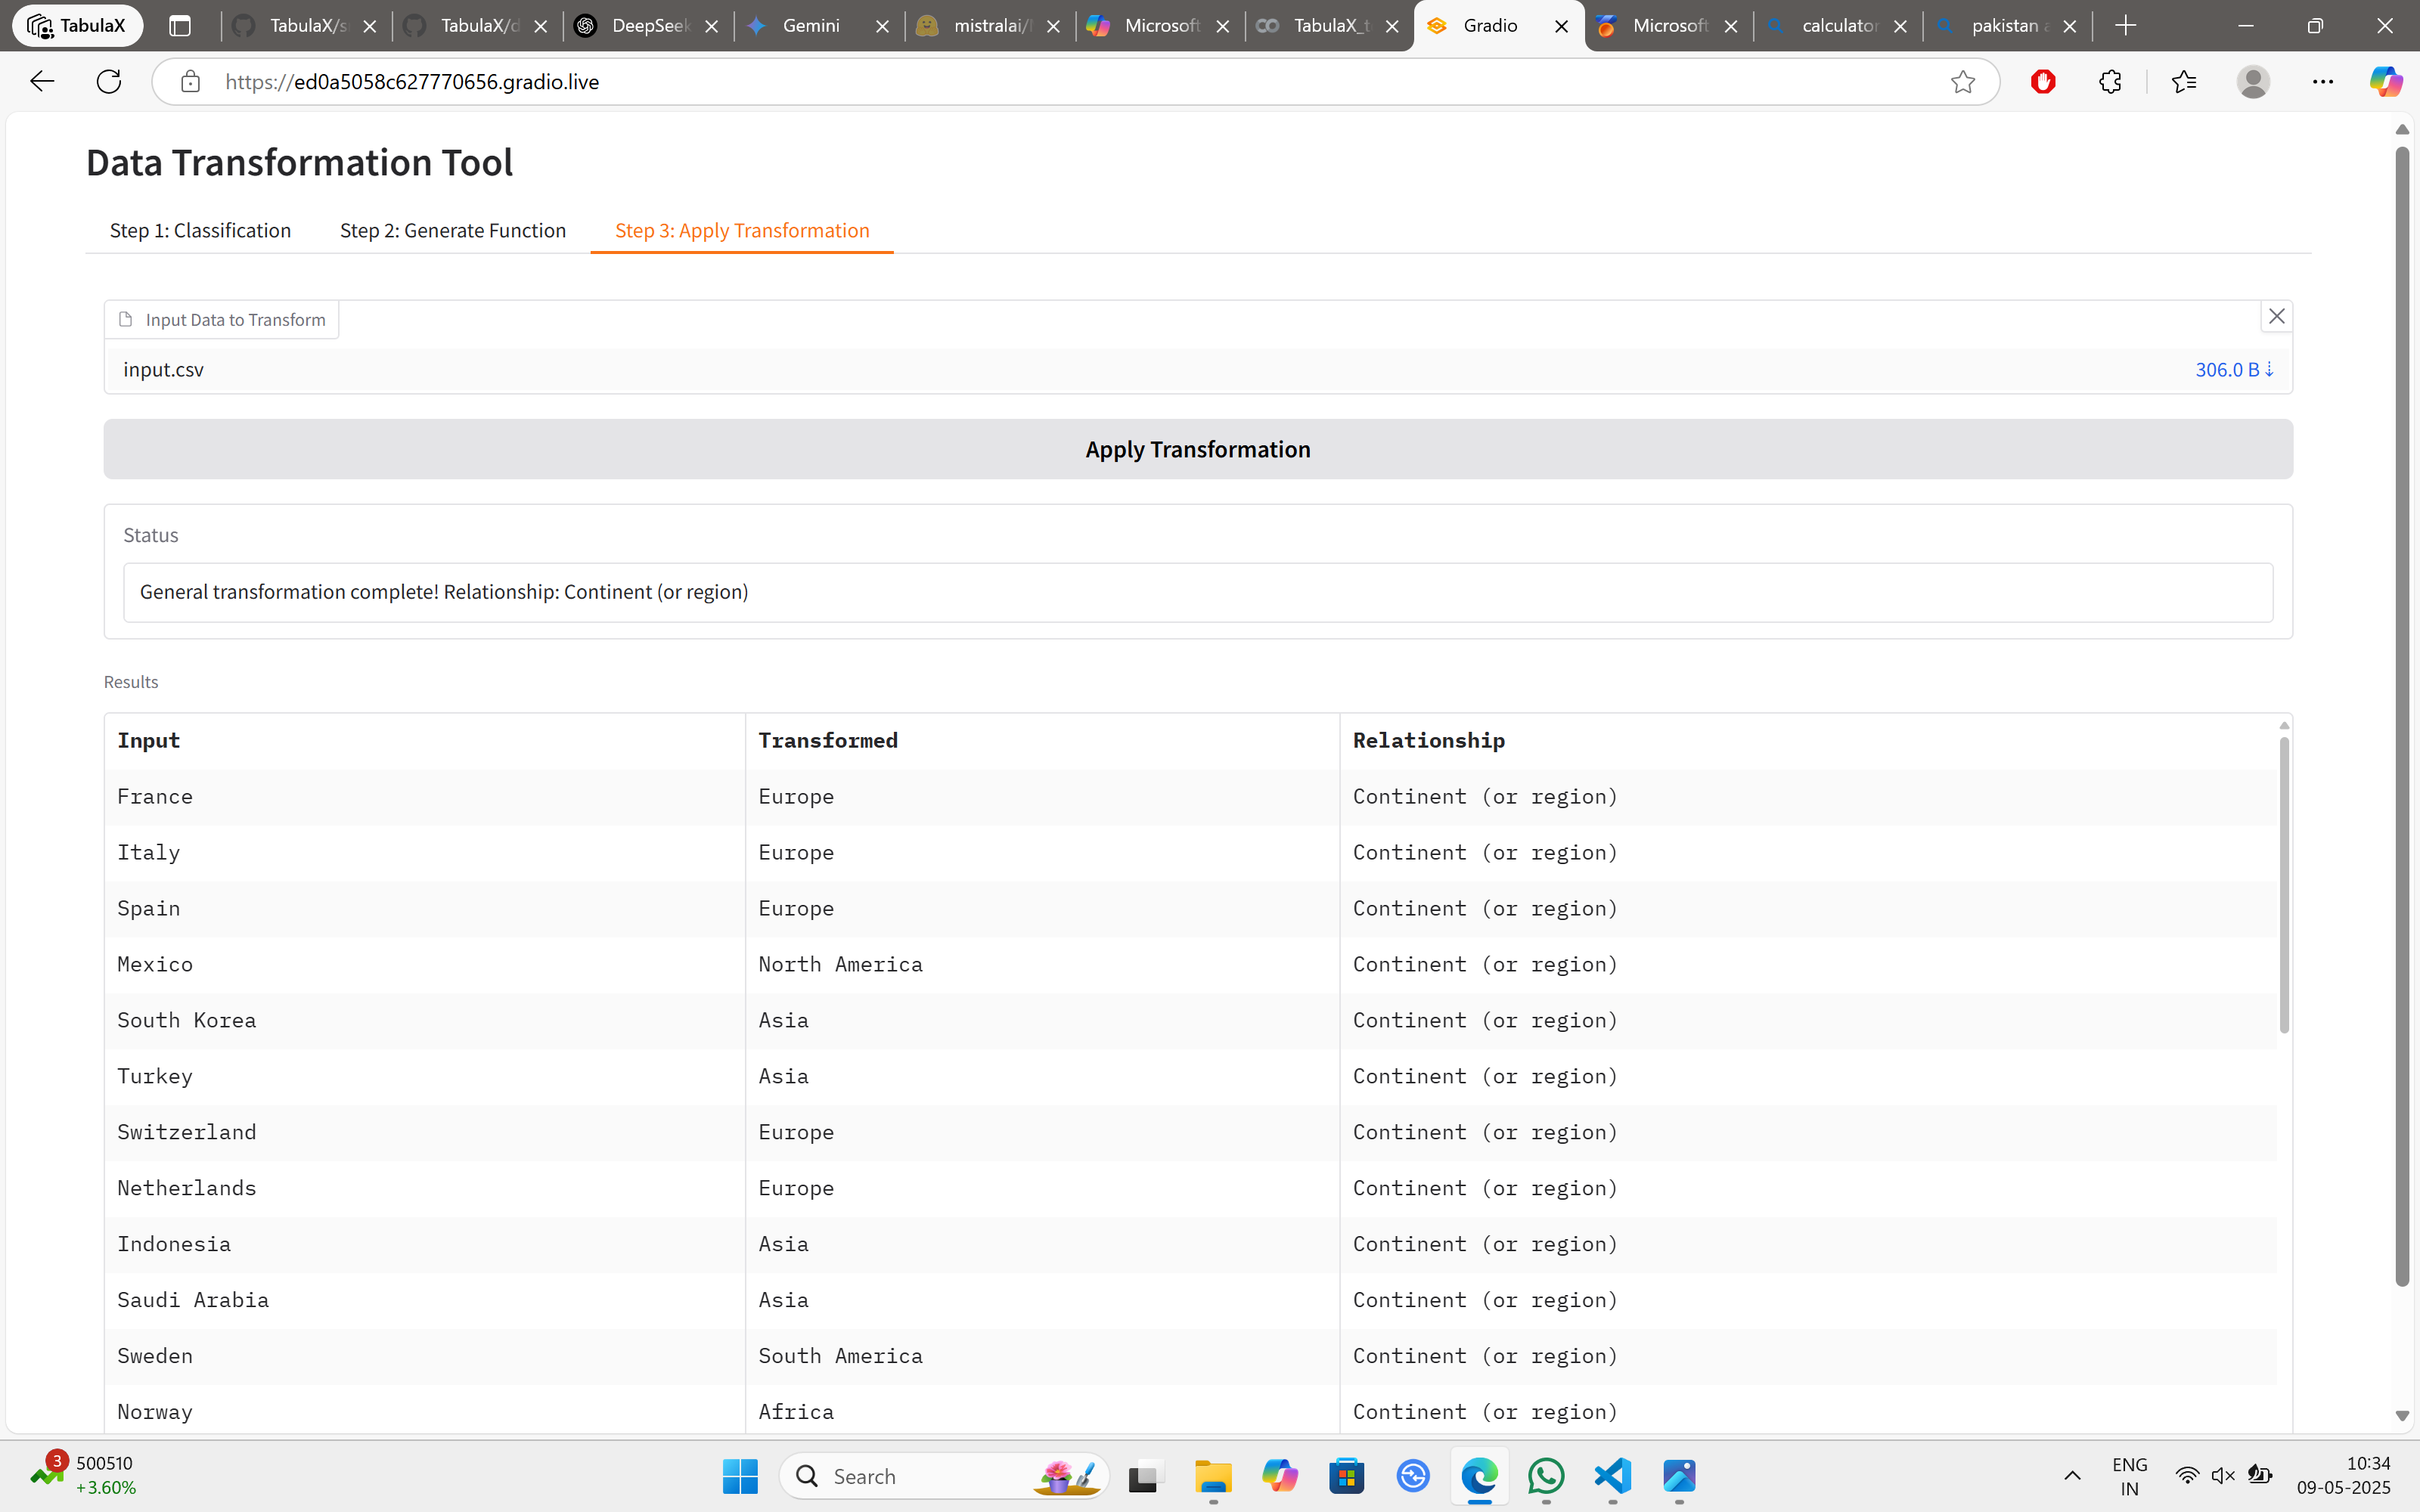 TabulaX
TabulaX/s
TabulaX/d
DeepSeek
Gemini
mistralai/
Microsoft
TabulaX_t
Gradio
Microsoft
calculator
pakistan a
https://ed0a5058c627770656.gradio.live
Data Transformation Tool
Step 1: Classification Step 2: Generate Function Step 3: Apply Transformation
Input Data to Transform
input.csv 306.0 B ⇣
Apply Transformation
Status
General transformation complete! Relationship: Continent (or region)
Results
Input Transformed Relationship
France Europe Continent (or region)
Italy Europe Continent (or region)
Spain Europe Continent (or region)
Mexico North America Continent (or region)
South Korea Asia Continent (or region)
Turkey Asia Continent (or region)
Switzerland Europe Continent (or region)
Netherlands Europe Continent (or region)
Indonesia Asia Continent (or region)
Saudi Arabia Asia Continent (or region)
Sweden South America Continent (or region)
Norway Africa Continent (or region)
3
500510
+3.60%
Search
ENG
IN
10:34
09-05-2025